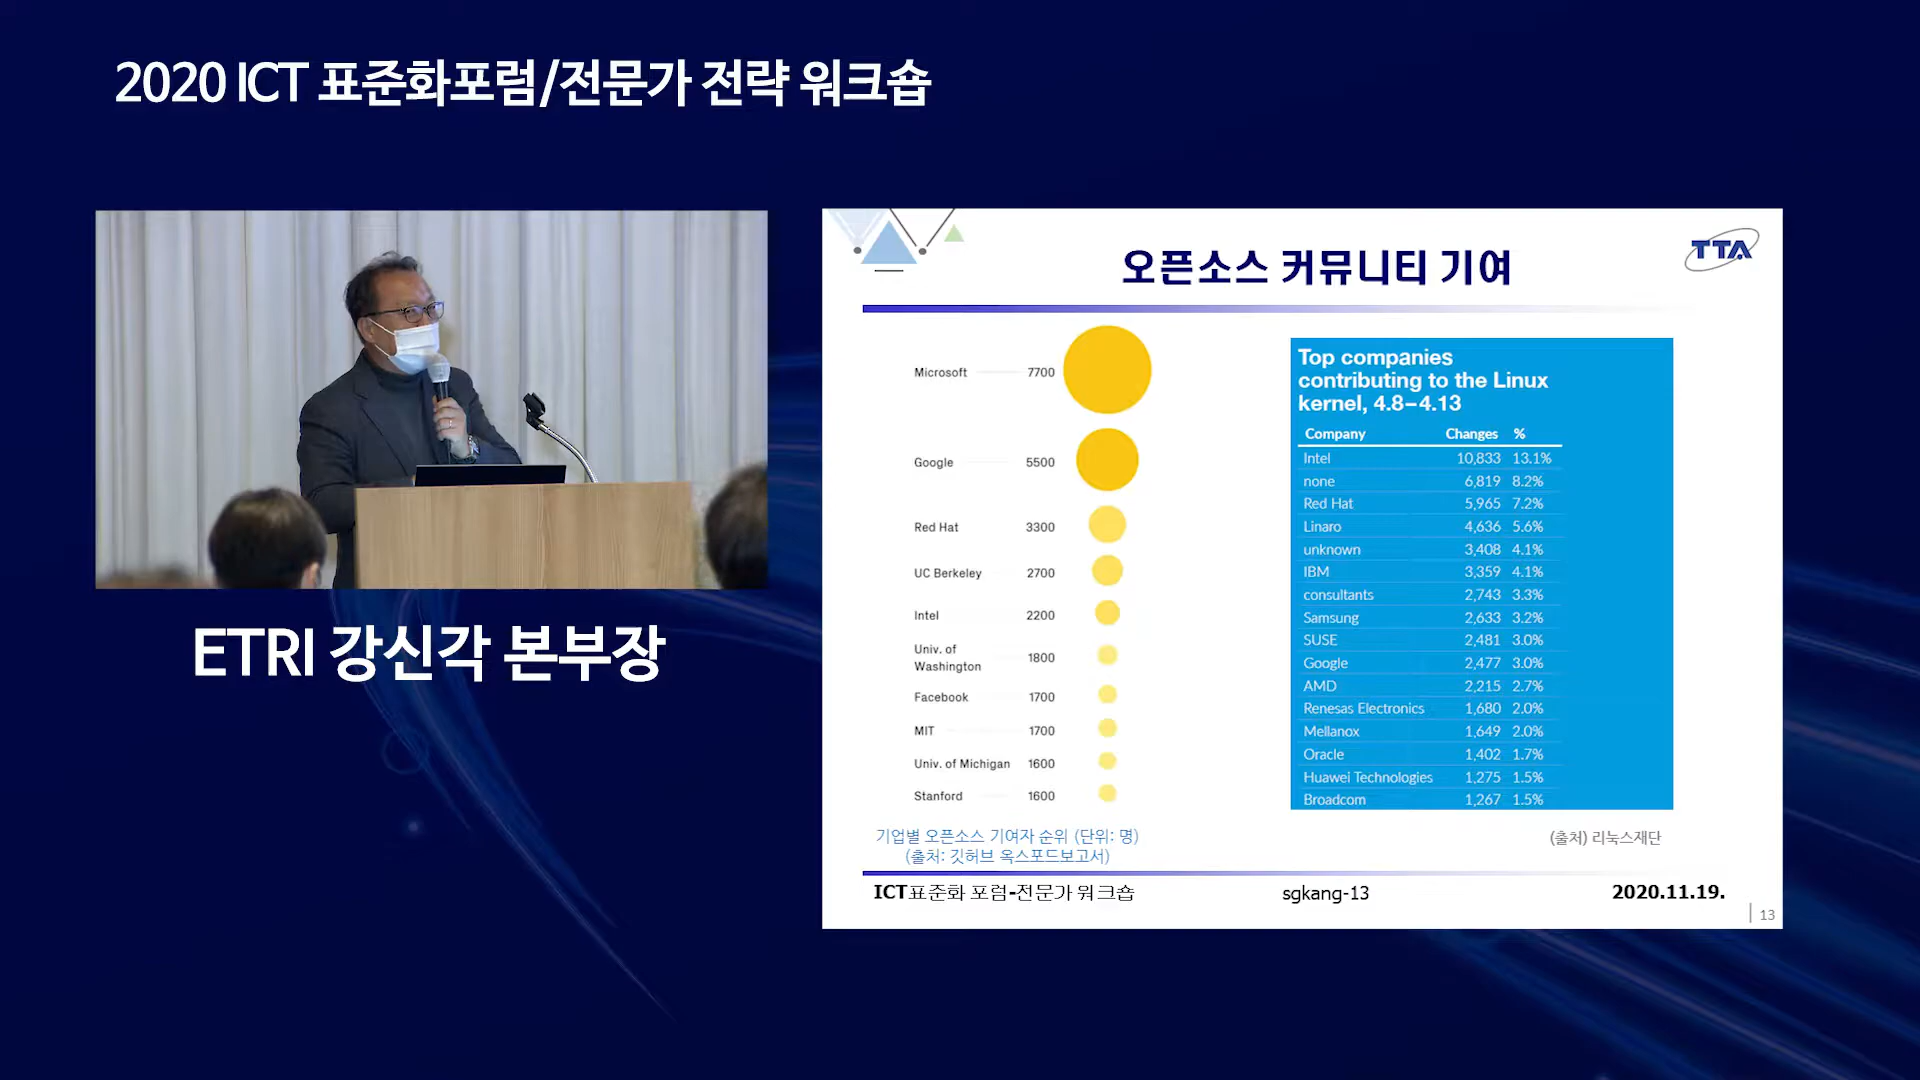 2020 ICT 표준화포럼/전문가 전략 워크숍
ETRI 강신각 본부장
오픈소스 커뮤니티 기여
TTA
Microsoft 7700
Google 5500
Red Hat 3300
UC Berkeley 2700
Intel 2200
Univ. of
Washington 1800
Facebook 1700
MIT 1700
Univ. of Michigan 1600
Stanford 1600
기업별 오픈소스 기여자 순위 (단위: 명)
(출처: 깃허브 옥스포드보고서)
Top companies
contributing to the Linux
kernel, 4.8–4.13
Company Changes %
Intel 10,833 13.1%
none 6,819 8.2%
Red Hat 5,965 7.2%
Linaro 4,636 5.6%
unknown 3,408 4.1%
IBM 3,359 4.1%
consultants 2,743 3.3%
Samsung 2,633 3.2%
SUSE 2,481 3.0%
Google 2,477 3.0%
AMD 2,215 2.7%
Renesas Electronics 1,680 2.0%
Mellanox 1,649 2.0%
Oracle 1,402 1.7%
Huawei Technologies 1,275 1.5%
Broadcom 1,267 1.5%
(출처) 리눅스재단
ICT표준화 포럼-전문가 워크숍 sgkang-13 2020.11.19.
13